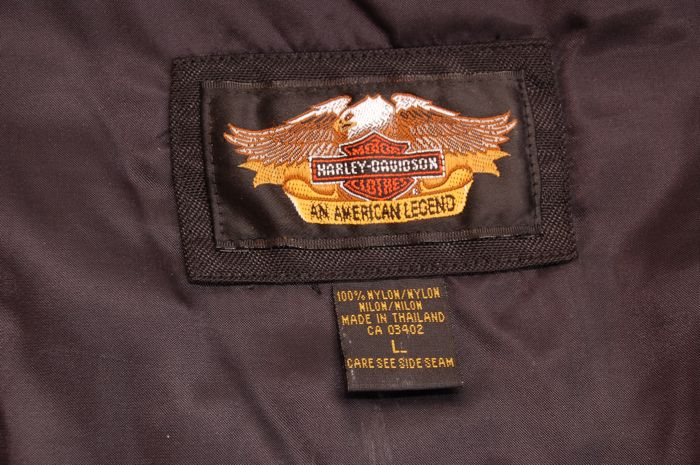 MOTOR
HARLEY-DAVIDSON
CLOTHES
®
AN AMERICAN LEGEND
100% NYLON/NYLON
NILON/NILON
MADE IN THAILAND
CA 03402
L
CARE SEE SIDE SEAM